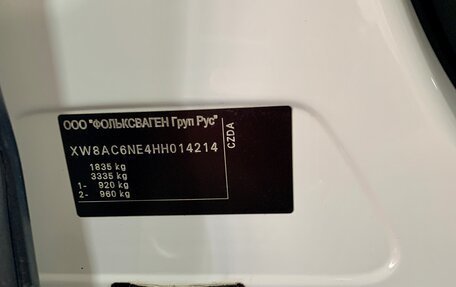 ООО "ФОЛЬКСВАГЕН Груп Рус"
XW8AC6NE4HH014214
1835 kg
3335 kg
1- 920 kg
2- 960 kg
CZDA